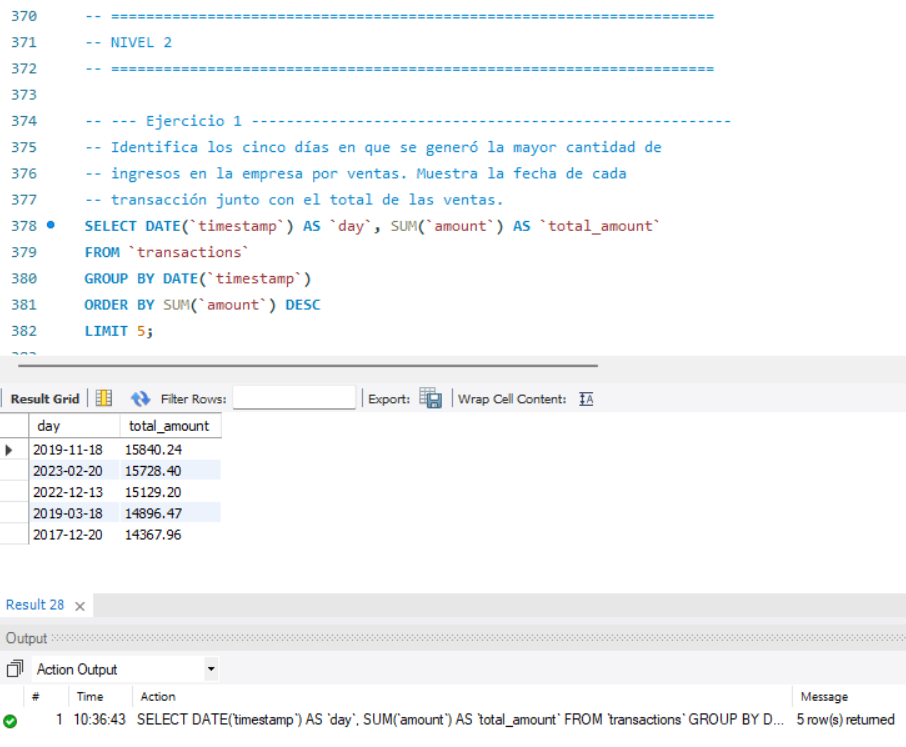 370 -- =====================================================================
371 -- NIVEL 2
372 -- =====================================================================
373
374 -- --- Ejercicio 1 -------------------------------------------------------
375 -- Identifica los cinco días en que se generó la mayor cantidad de
376 -- ingresos en la empresa por ventas. Muestra la fecha de cada
377 -- transacción junto con el total de las ventas.
378 SELECT DATE(`timestamp`) AS `day`, SUM(`amount`) AS `total_amount`
379 FROM `transactions`
380 GROUP BY DATE(`timestamp`)
381 ORDER BY SUM(`amount`) DESC
382 LIMIT 5;
Result Grid Filter Rows: Export: Wrap Cell Content:
day total_amount
2019-11-18 15840.24
2023-02-20 15728.40
2022-12-13 15129.20
2019-03-18 14896.47
2017-12-20 14367.96
Result 28 ×
Output
Action Output
# Time Action Message
1 10:36:43 SELECT DATE(`timestamp`) AS `day`, SUM(`amount`) AS `total_amount` FROM `transactions` GROUP BY D... 5 row(s) returned